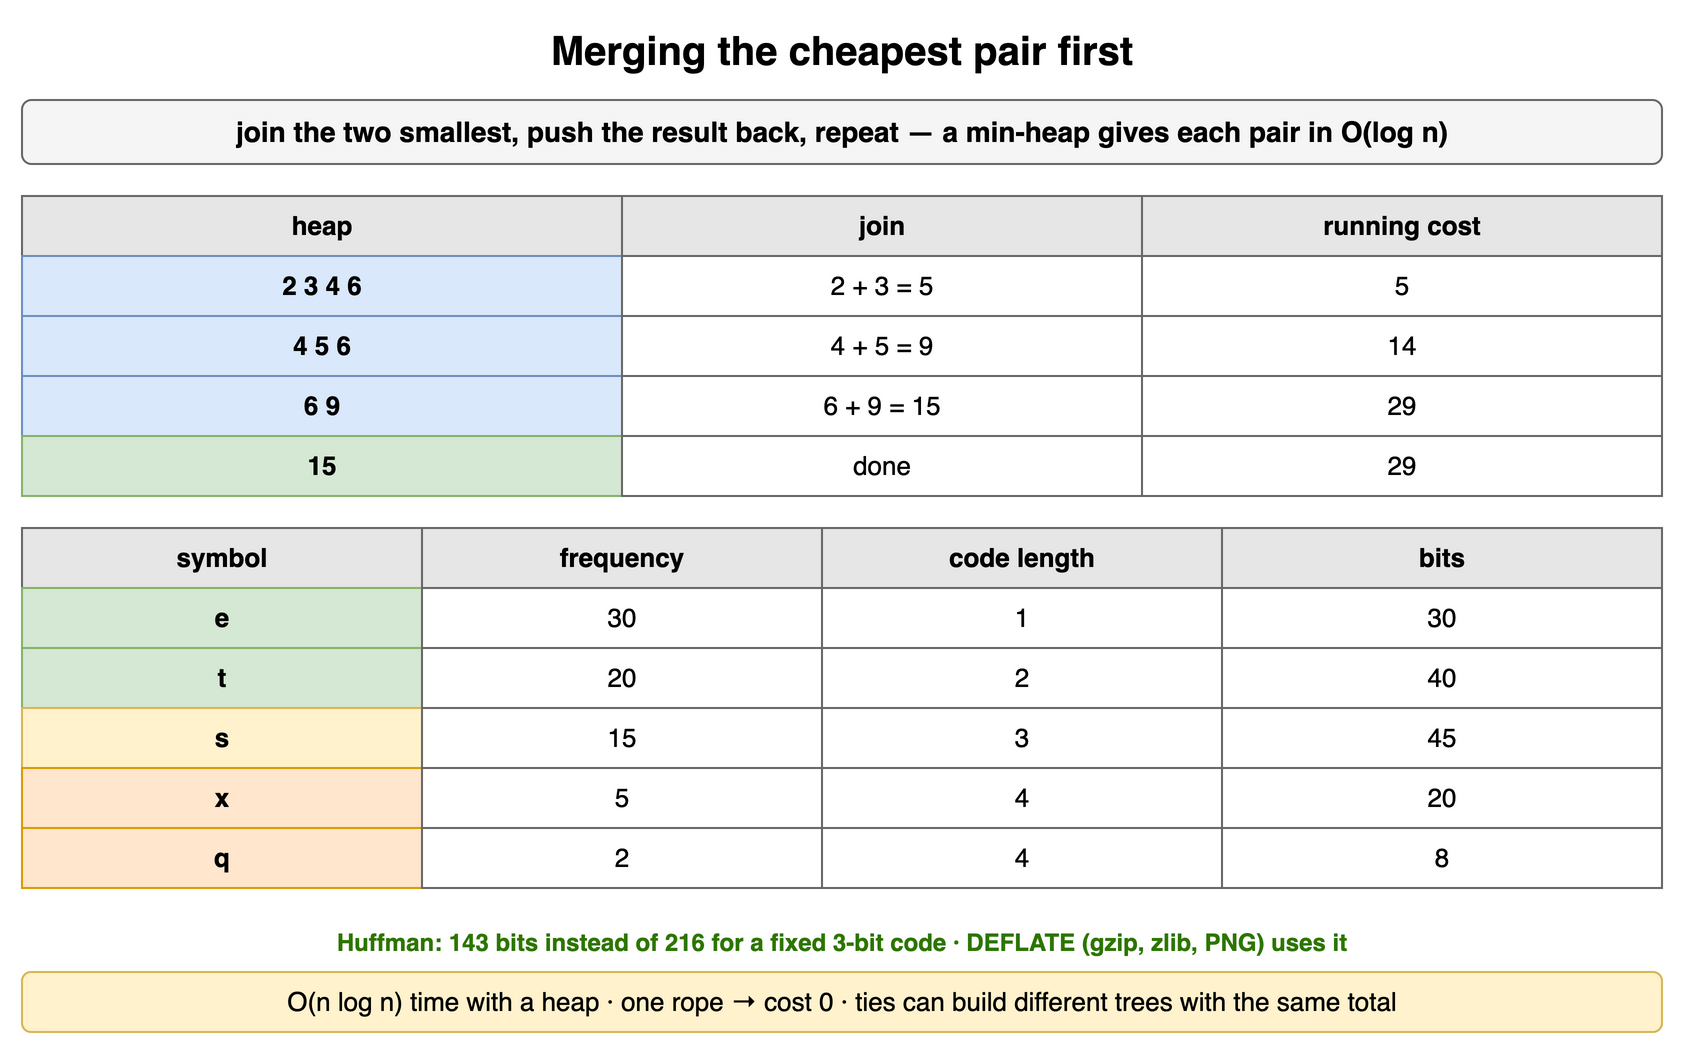 Merging the cheapest pair first
join the two smallest, push the result back, repeat — a min-heap gives each pair in O(log n)
heap join running cost
2 3 4 6 2 + 3 = 5 5
4 5 6 4 + 5 = 9 14
6 9 6 + 9 = 15 29
15 done 29
symbol frequency code length bits
e 30 1 30
t 20 2 40
s 15 3 45
x 5 4 20
q 2 4 8
Huffman: 143 bits instead of 216 for a fixed 3-bit code · DEFLATE (gzip, zlib, PNG) uses it
O(n log n) time with a heap · one rope → cost 0 · ties can build different trees with the same total